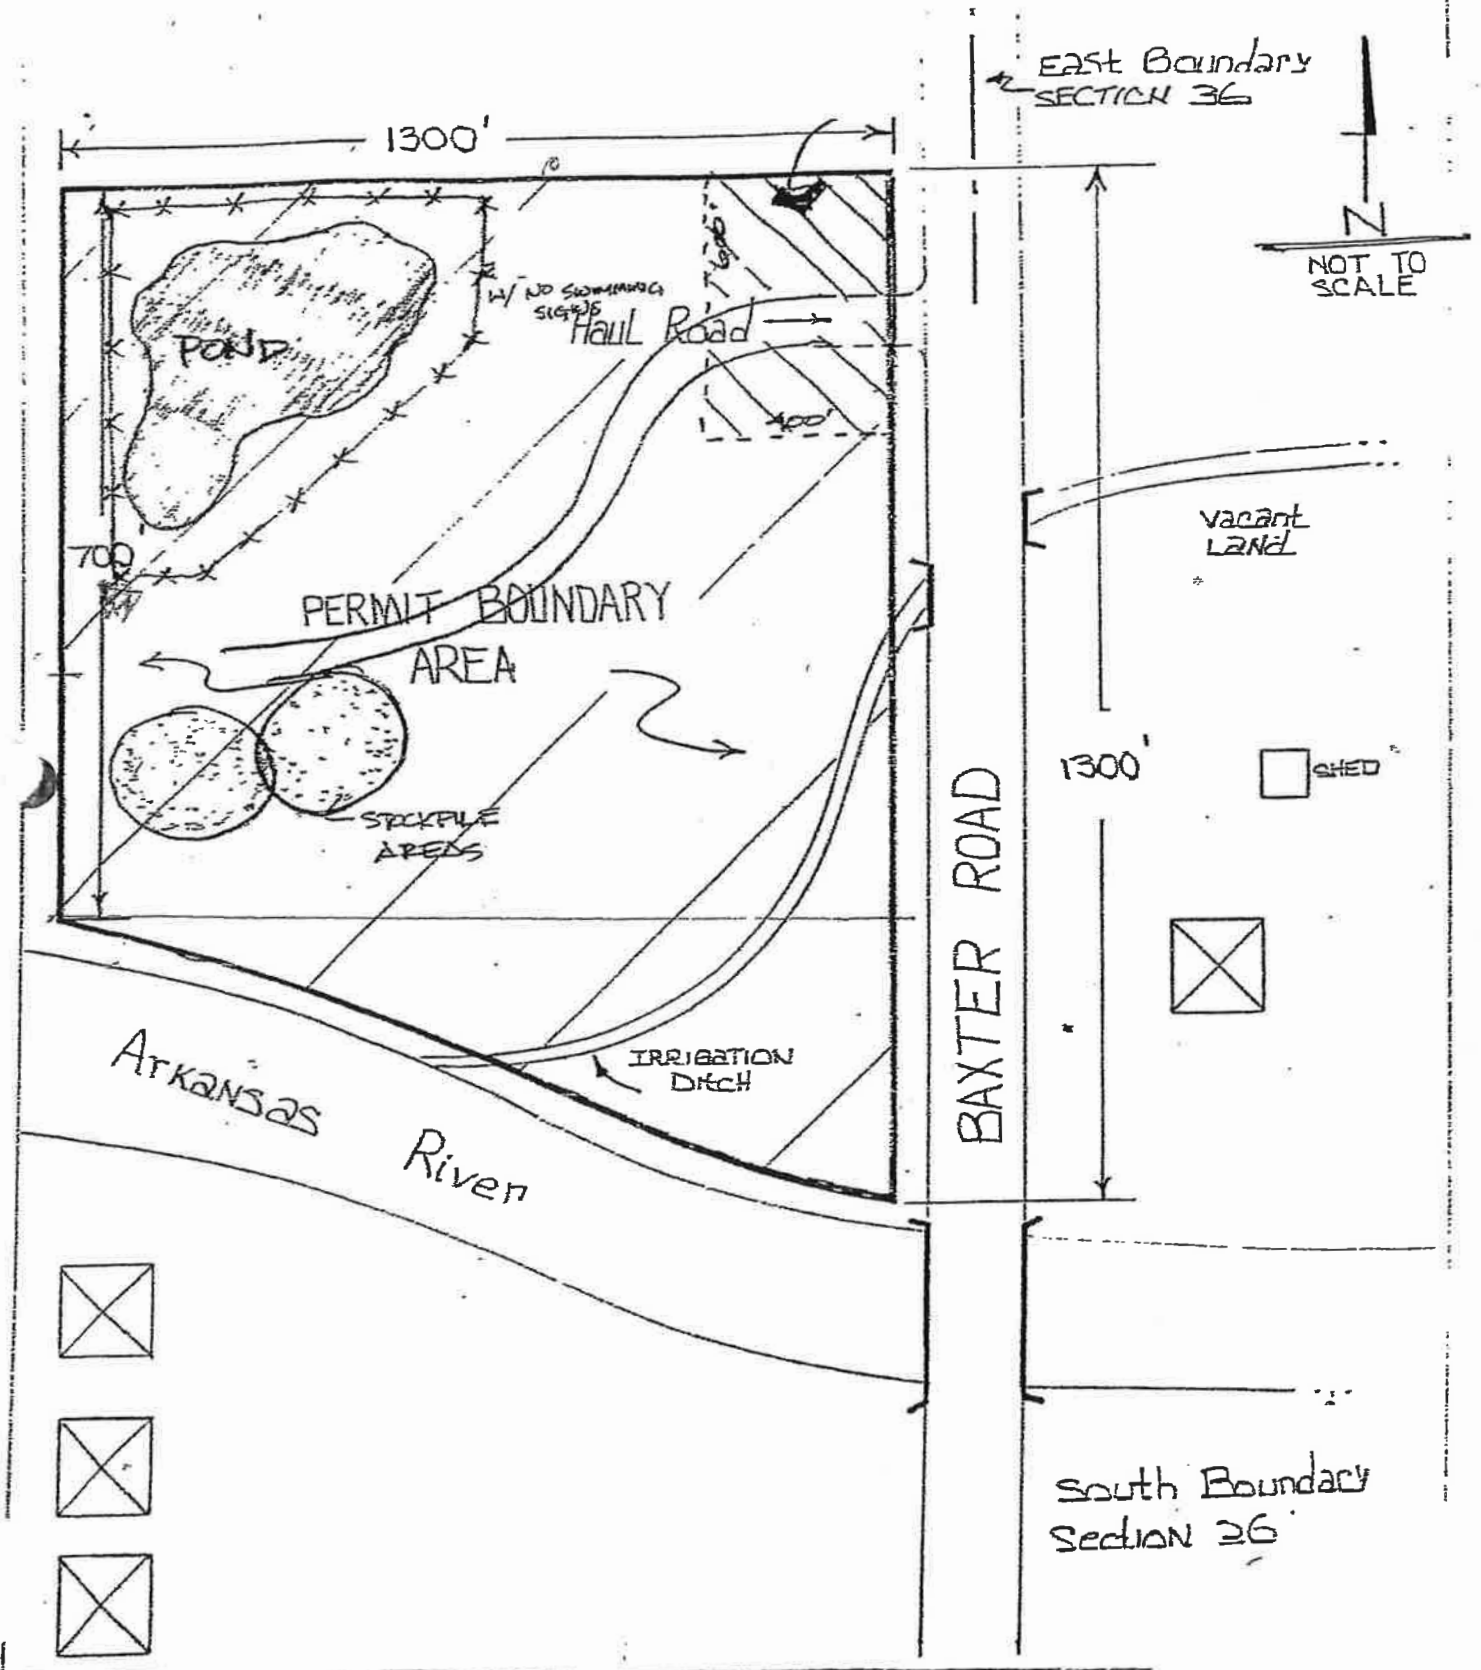 East Boundary
SECTION 36
1300'
N
NOT TO
SCALE
600'
W/ NO SWIMMING
SIGNS
Haul Road
POND
400'
Vacant
LAND
700'
PERMIT BOUNDARY
AREA
1300'
SHED
STOCKPILE
AREAS
BAXTER ROAD
IRRIGATION
DITCH
Arkansas River
South Boundary
Section 36